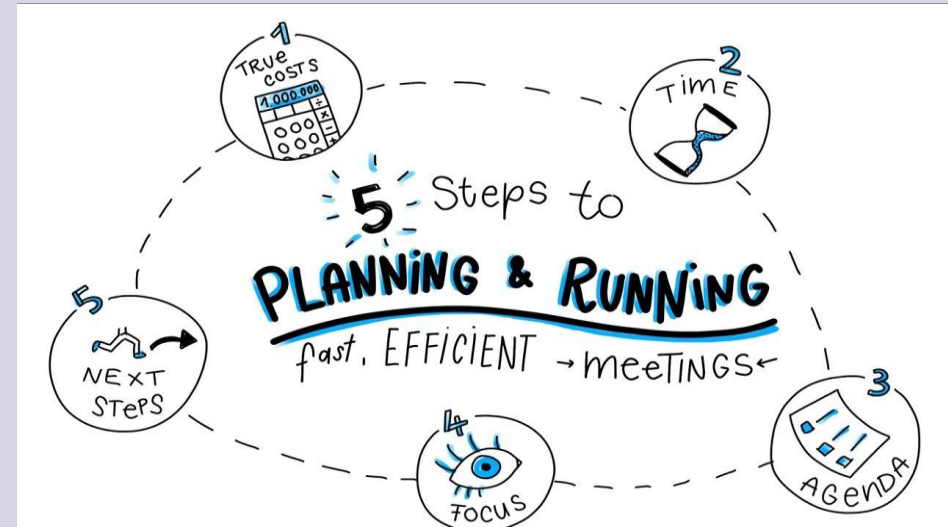 5 Steps to
PLANNING & RUNNING
fast, EFFICIENT → meeTINGS ←
1
TRUe
COSTS
1.000.000
÷
x
-
+
2
TiME
3
AGeNDA
4
FOCUS
5
NEXT
STePS